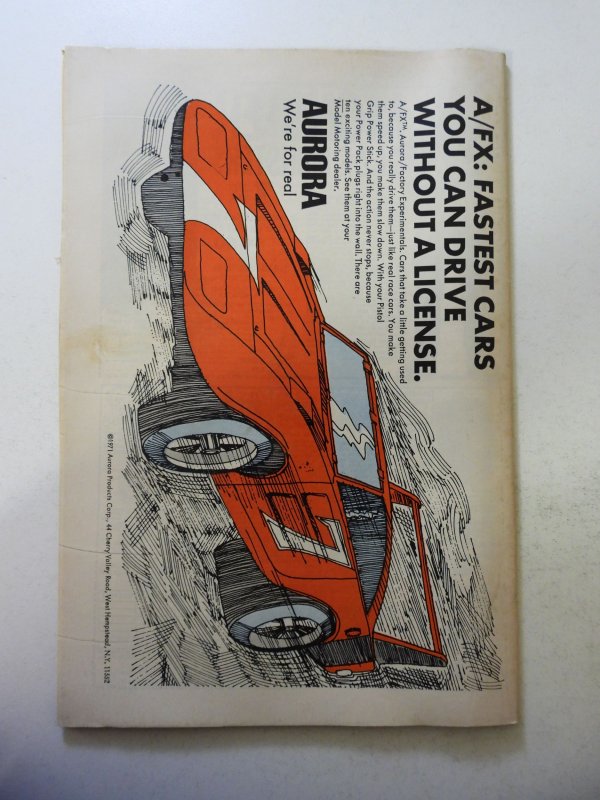 A/FX: FASTEST CARS
YOU CAN DRIVE
WITHOUT A LICENSE.
A/FX™, Aurora/Factory Experimentals. Cars that take a little getting used
to, because you really drive them—just like real race cars. You make
them speed up, you make them slow down. With your Pistol
Grip Power Stick. And the action never stops, because
your Power Pack plugs right into the wall. There are
ten exciting models. See them at your
Model Motoring dealer.
AURORA
We're for real
7
©1971 Aurora Products Corp., 44 Cherry Valley Road, West Hempstead, N.Y. 11552